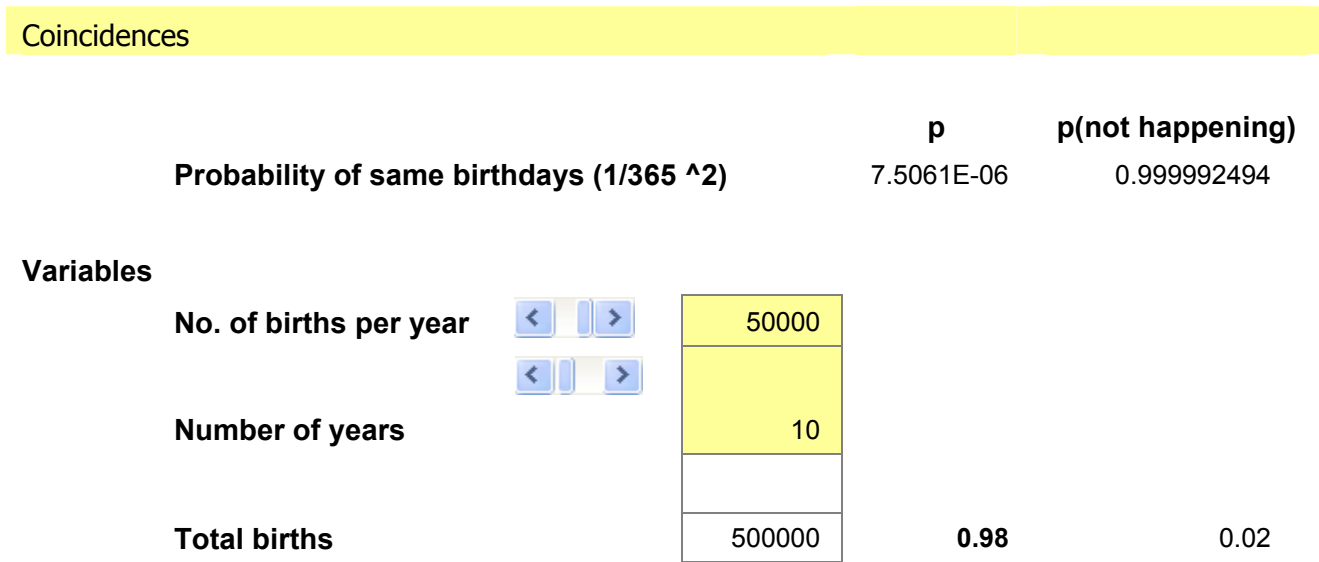 Coincidences
p p(not happening)
Probability of same birthdays (1/365 ^2) 7.5061E-06 0.999992494
Variables
No. of births per year 50000
Number of years 10
Total births 500000 0.98 0.02